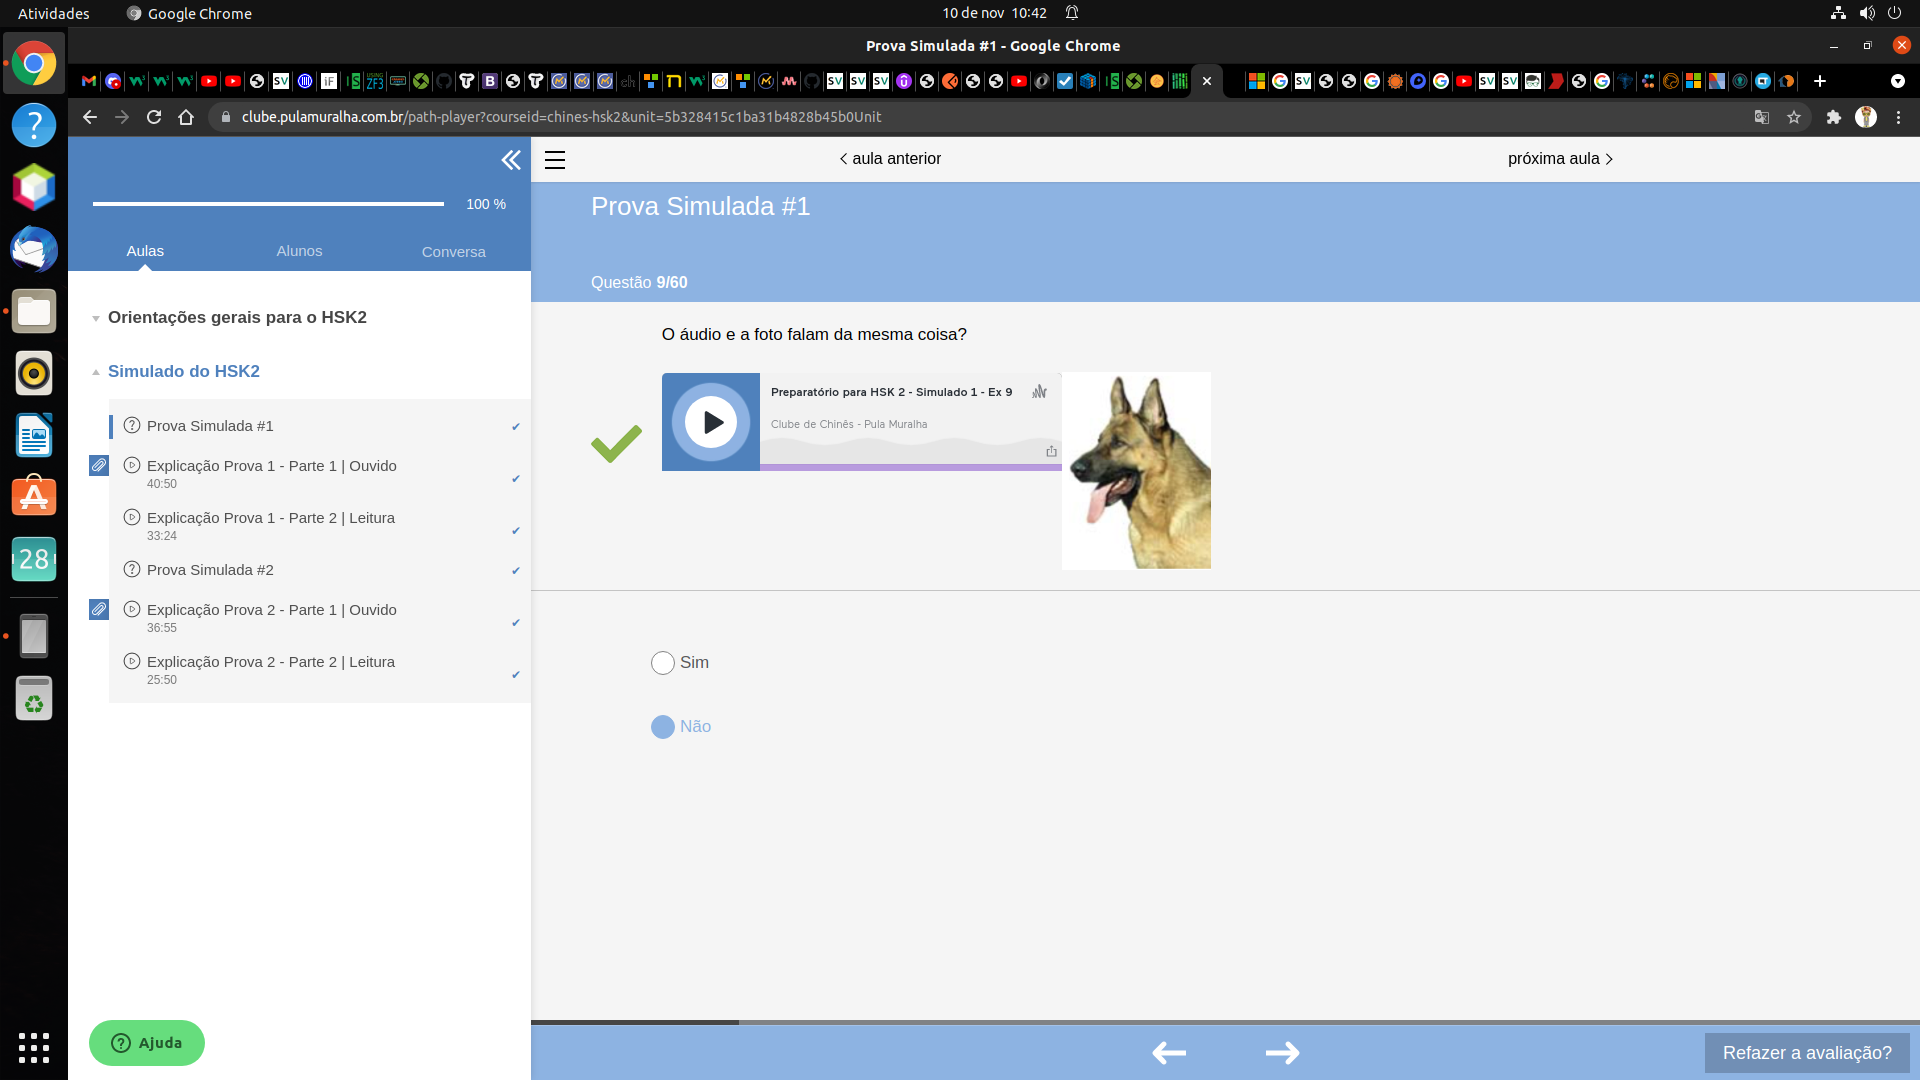 Atividades
Google Chrome
10 de nov 10:42
Prova Simulada #1 - Google Chrome
clube.pulamuralha.com.br/path-player?courseid=chines-hsk2&unit=5b328415c1ba31b4828b45b0Unit
100 %
Aulas
Alunos
Conversa
Orientações gerais para o HSK2
Simulado do HSK2
Prova Simulada #1
Explicação Prova 1 - Parte 1 | Ouvido
40:50
Explicação Prova 1 - Parte 2 | Leitura
33:24
Prova Simulada #2
Explicação Prova 2 - Parte 1 | Ouvido
36:55
Explicação Prova 2 - Parte 2 | Leitura
25:50
Ajuda
28
aula anterior
próxima aula
Prova Simulada #1
Questão 9/60
O áudio e a foto falam da mesma coisa?
Preparatório para HSK 2 - Simulado 1 - Ex 9
Clube de Chinês - Pula Muralha
Sim
Não
Refazer a avaliação?